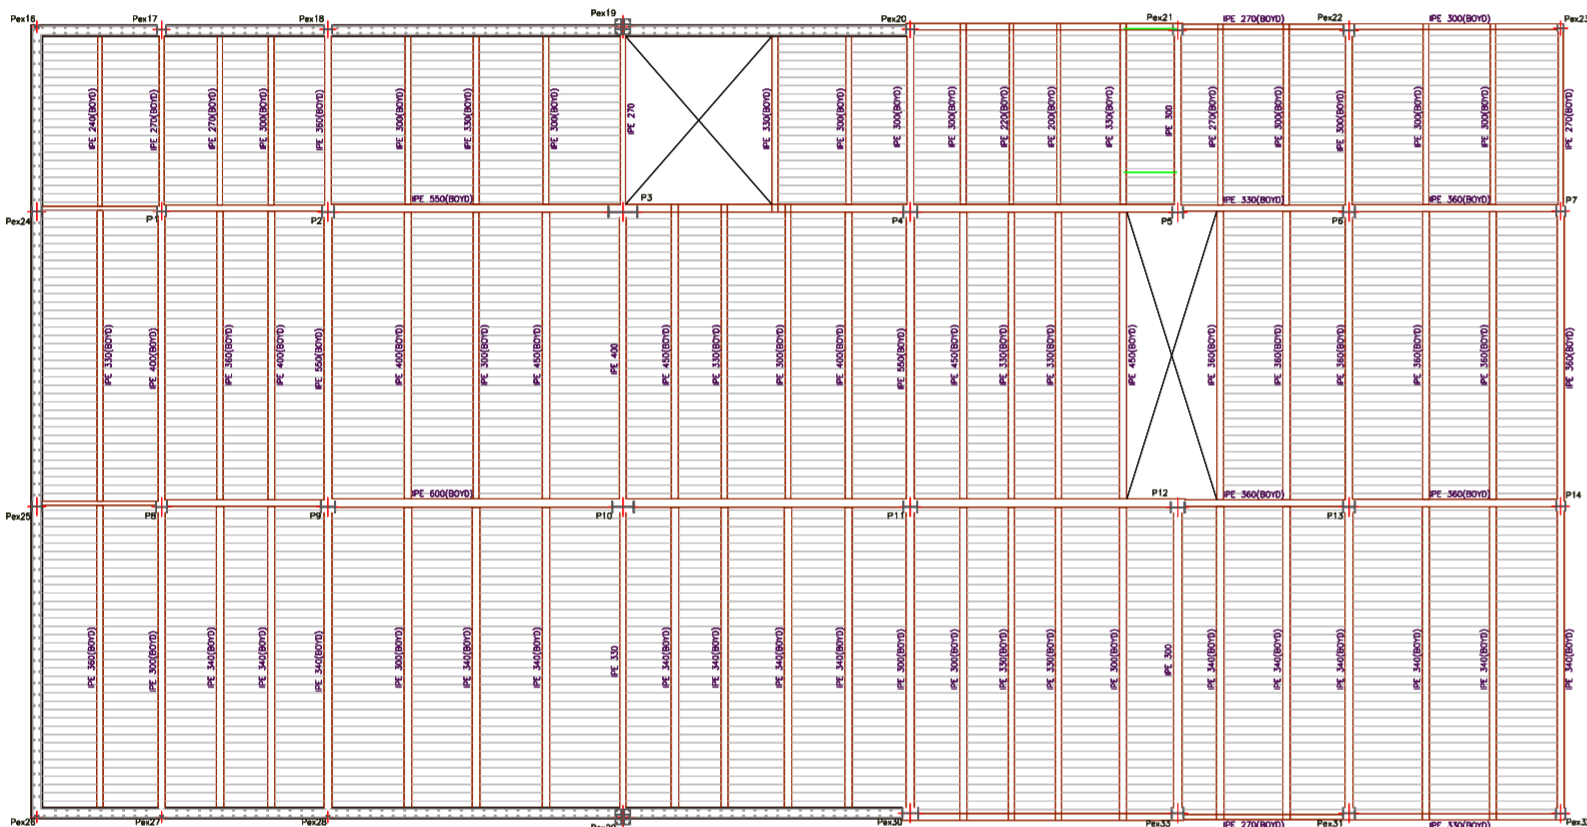 Pex16
Pex17
Pex18
Pex19
Pex20
Pex21
IPE 270(BOYD)
Pex22
IPE 300(BOYD)
Pex23
IPE 240(BOYD)
IPE 270(BOYD)
IPE 270(BOYD)
IPE 300(BOYD)
IPE 360(BOYD)
IPE 300(BOYD)
IPE 330(BOYD)
IPE 300(BOYD)
IPE 270
IPE 330(BOYD)
IPE 300(BOYD)
IPE 300(BOYD)
IPE 300(BOYD)
IPE 220(BOYD)
IPE 200(BOYD)
IPE 330(BOYD)
IPE 300
IPE 270(BOYD)
IPE 300(BOYD)
IPE 300(BOYD)
IPE 300(BOYD)
IPE 300(BOYD)
IPE 270(BOYD)
Pex24
P1
P2
IPE 550(BOYD)
P3
P4
P5
IPE 330(BOYD)
P6
IPE 360(BOYD)
P7
IPE 330(BOYD)
IPE 400(BOYD)
IPE 360(BOYD)
IPE 400(BOYD)
IPE 550(BOYD)
IPE 400(BOYD)
IPE 300(BOYD)
IPE 450(BOYD)
IPE 400
IPE 450(BOYD)
IPE 330(BOYD)
IPE 300(BOYD)
IPE 400(BOYD)
IPE 550(BOYD)
IPE 450(BOYD)
IPE 330(BOYD)
IPE 330(BOYD)
IPE 450(BOYD)
IPE 360(BOYD)
IPE 360(BOYD)
IPE 360(BOYD)
IPE 360(BOYD)
IPE 360(BOYD)
IPE 360(BOYD)
Pex25
P8
P9
IPE 600(BOYD)
P10
P11
P12
IPE 360(BOYD)
P13
IPE 360(BOYD)
P14
IPE 360(BOYD)
IPE 300(BOYD)
IPE 340(BOYD)
IPE 340(BOYD)
IPE 340(BOYD)
IPE 300(BOYD)
IPE 340(BOYD)
IPE 340(BOYD)
IPE 330
IPE 340(BOYD)
IPE 340(BOYD)
IPE 340(BOYD)
IPE 340(BOYD)
IPE 300(BOYD)
IPE 300(BOYD)
IPE 330(BOYD)
IPE 330(BOYD)
IPE 300(BOYD)
IPE 300
IPE 340(BOYD)
IPE 340(BOYD)
IPE 340(BOYD)
IPE 340(BOYD)
IPE 340(BOYD)
IPE 340(BOYD)
Pex26
Pex27
Pex28
Pex29
Pex30
Pex33
IPE 270(BOYD)
Pex31
IPE 330(BOYD)